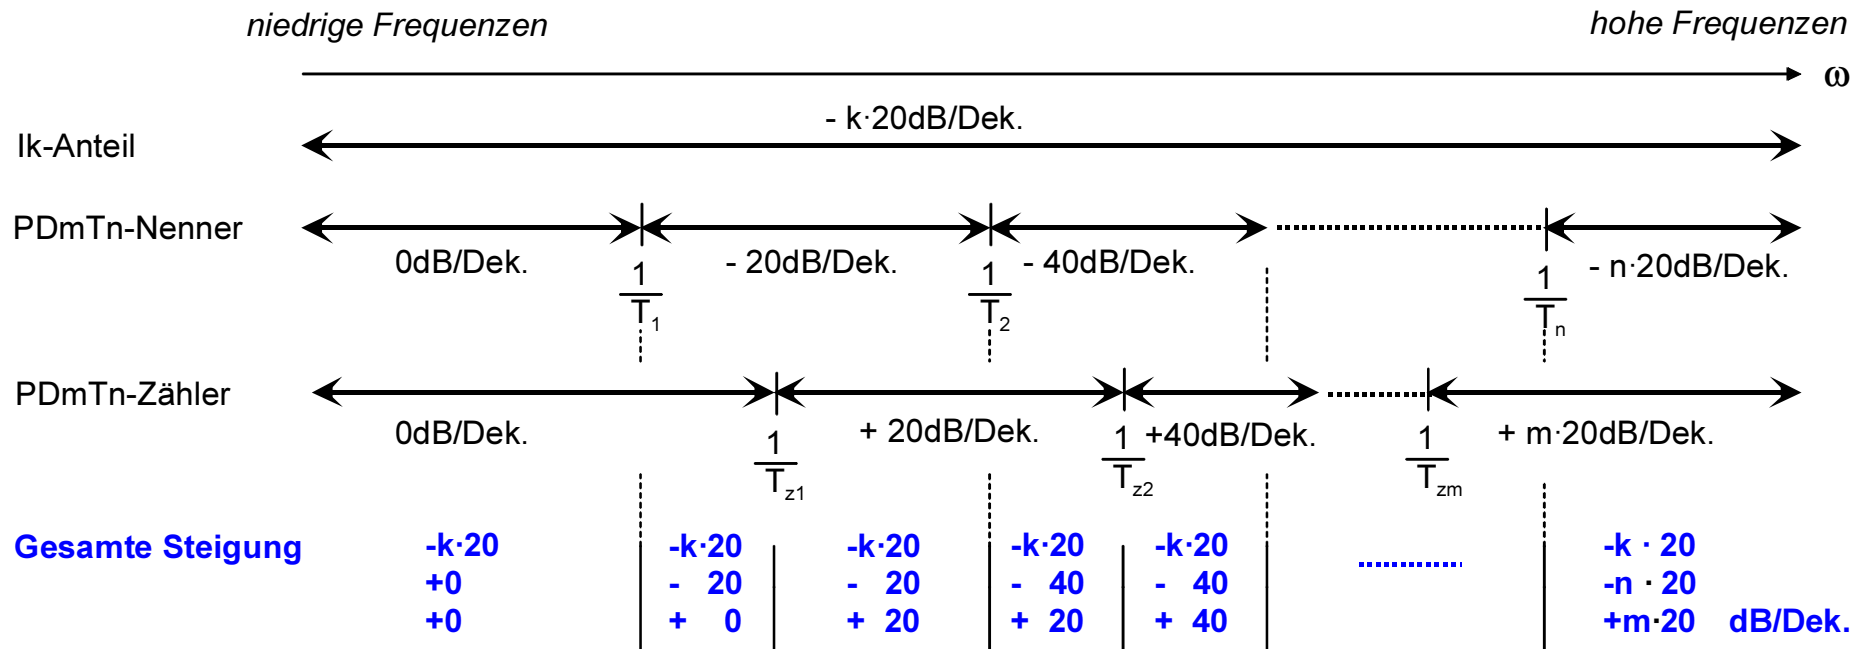 niedrige Frequenzen hohe Frequenzen
ω
- k·20dB/Dek.
Ik-Anteil
PDmTn-Nenner
0dB/Dek. - 20dB/Dek. - 40dB/Dek. - n·20dB/Dek.
1 1 1
T1 T2 Tn
PDmTn-Zähler
0dB/Dek. + 20dB/Dek. +40dB/Dek. + m·20dB/Dek.
1 1 1
Tz1 Tz2 Tzm
Gesamte Steigung -k·20 -k·20 -k·20 -k·20 -k·20 -k · 20
+0 - 20 - 20 - 40 - 40 -n · 20
+0 + 0 + 20 + 20 + 40 +m·20 dB/Dek.